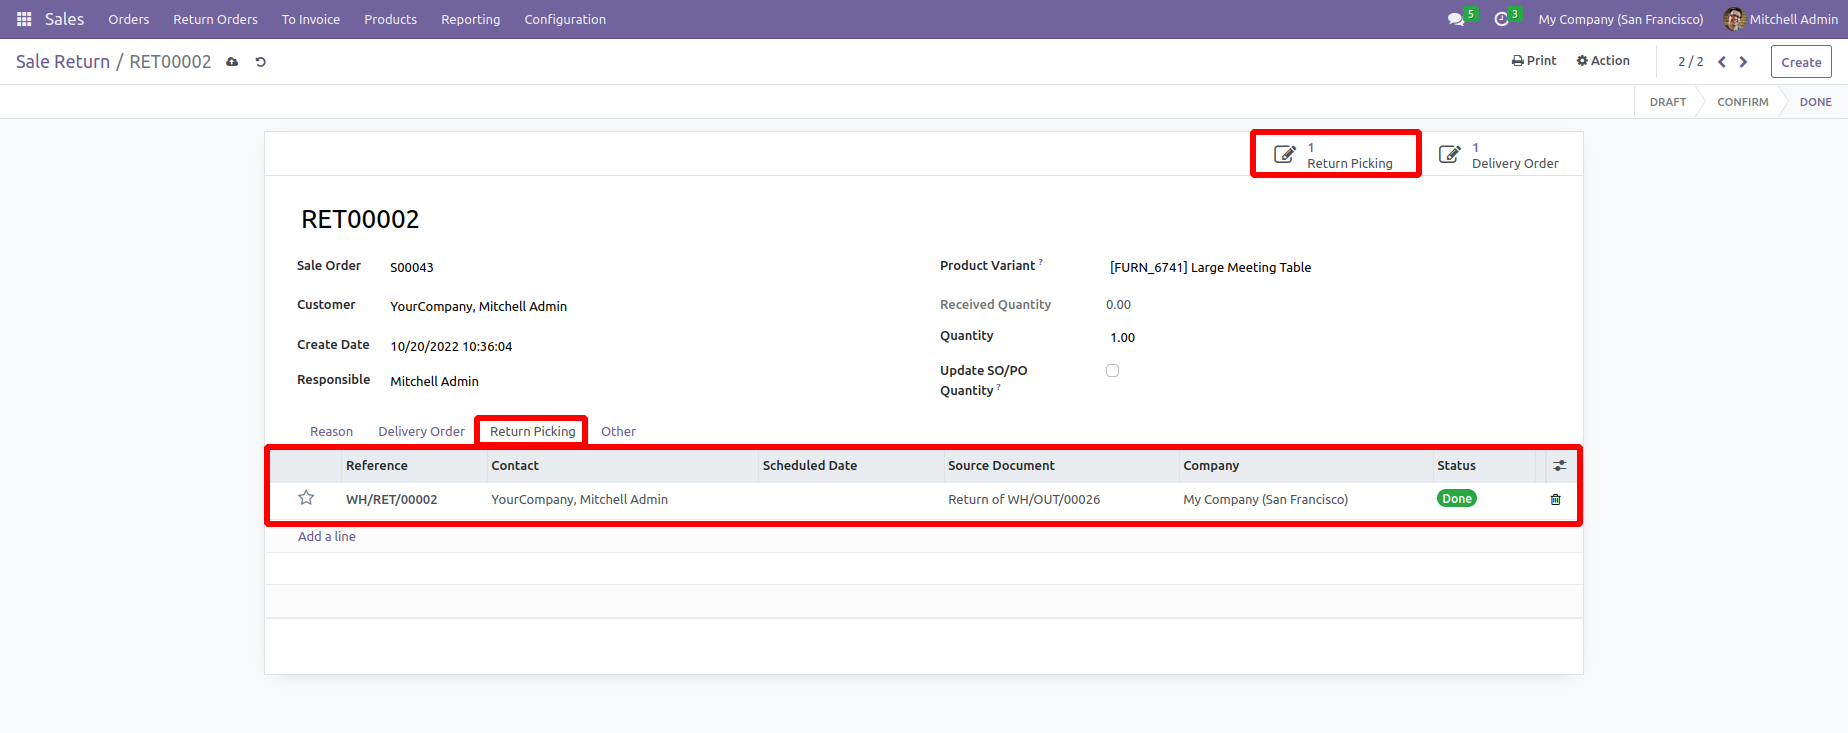 Sales Orders Return Orders To Invoice Products Reporting Configuration 5 3 My Company (San Francisco) Mitchell Admin
Sale Return / RET00002 Print Action 2 / 2 Create
DRAFT CONFIRM DONE
1 Return Picking
1 Delivery Order
RET00002
Sale Order S00043
Customer YourCompany, Mitchell Admin
Create Date 10/20/2022 10:36:04
Responsible Mitchell Admin
Product Variant ? [FURN_6741] Large Meeting Table
Received Quantity 0.00
Quantity 1.00
Update SO/PO
Quantity ?
Reason Delivery Order Return Picking Other
Reference Contact Scheduled Date Source Document Company Status
WH/RET/00002 YourCompany, Mitchell Admin Return of WH/OUT/00026 My Company (San Francisco) Done
Add a line